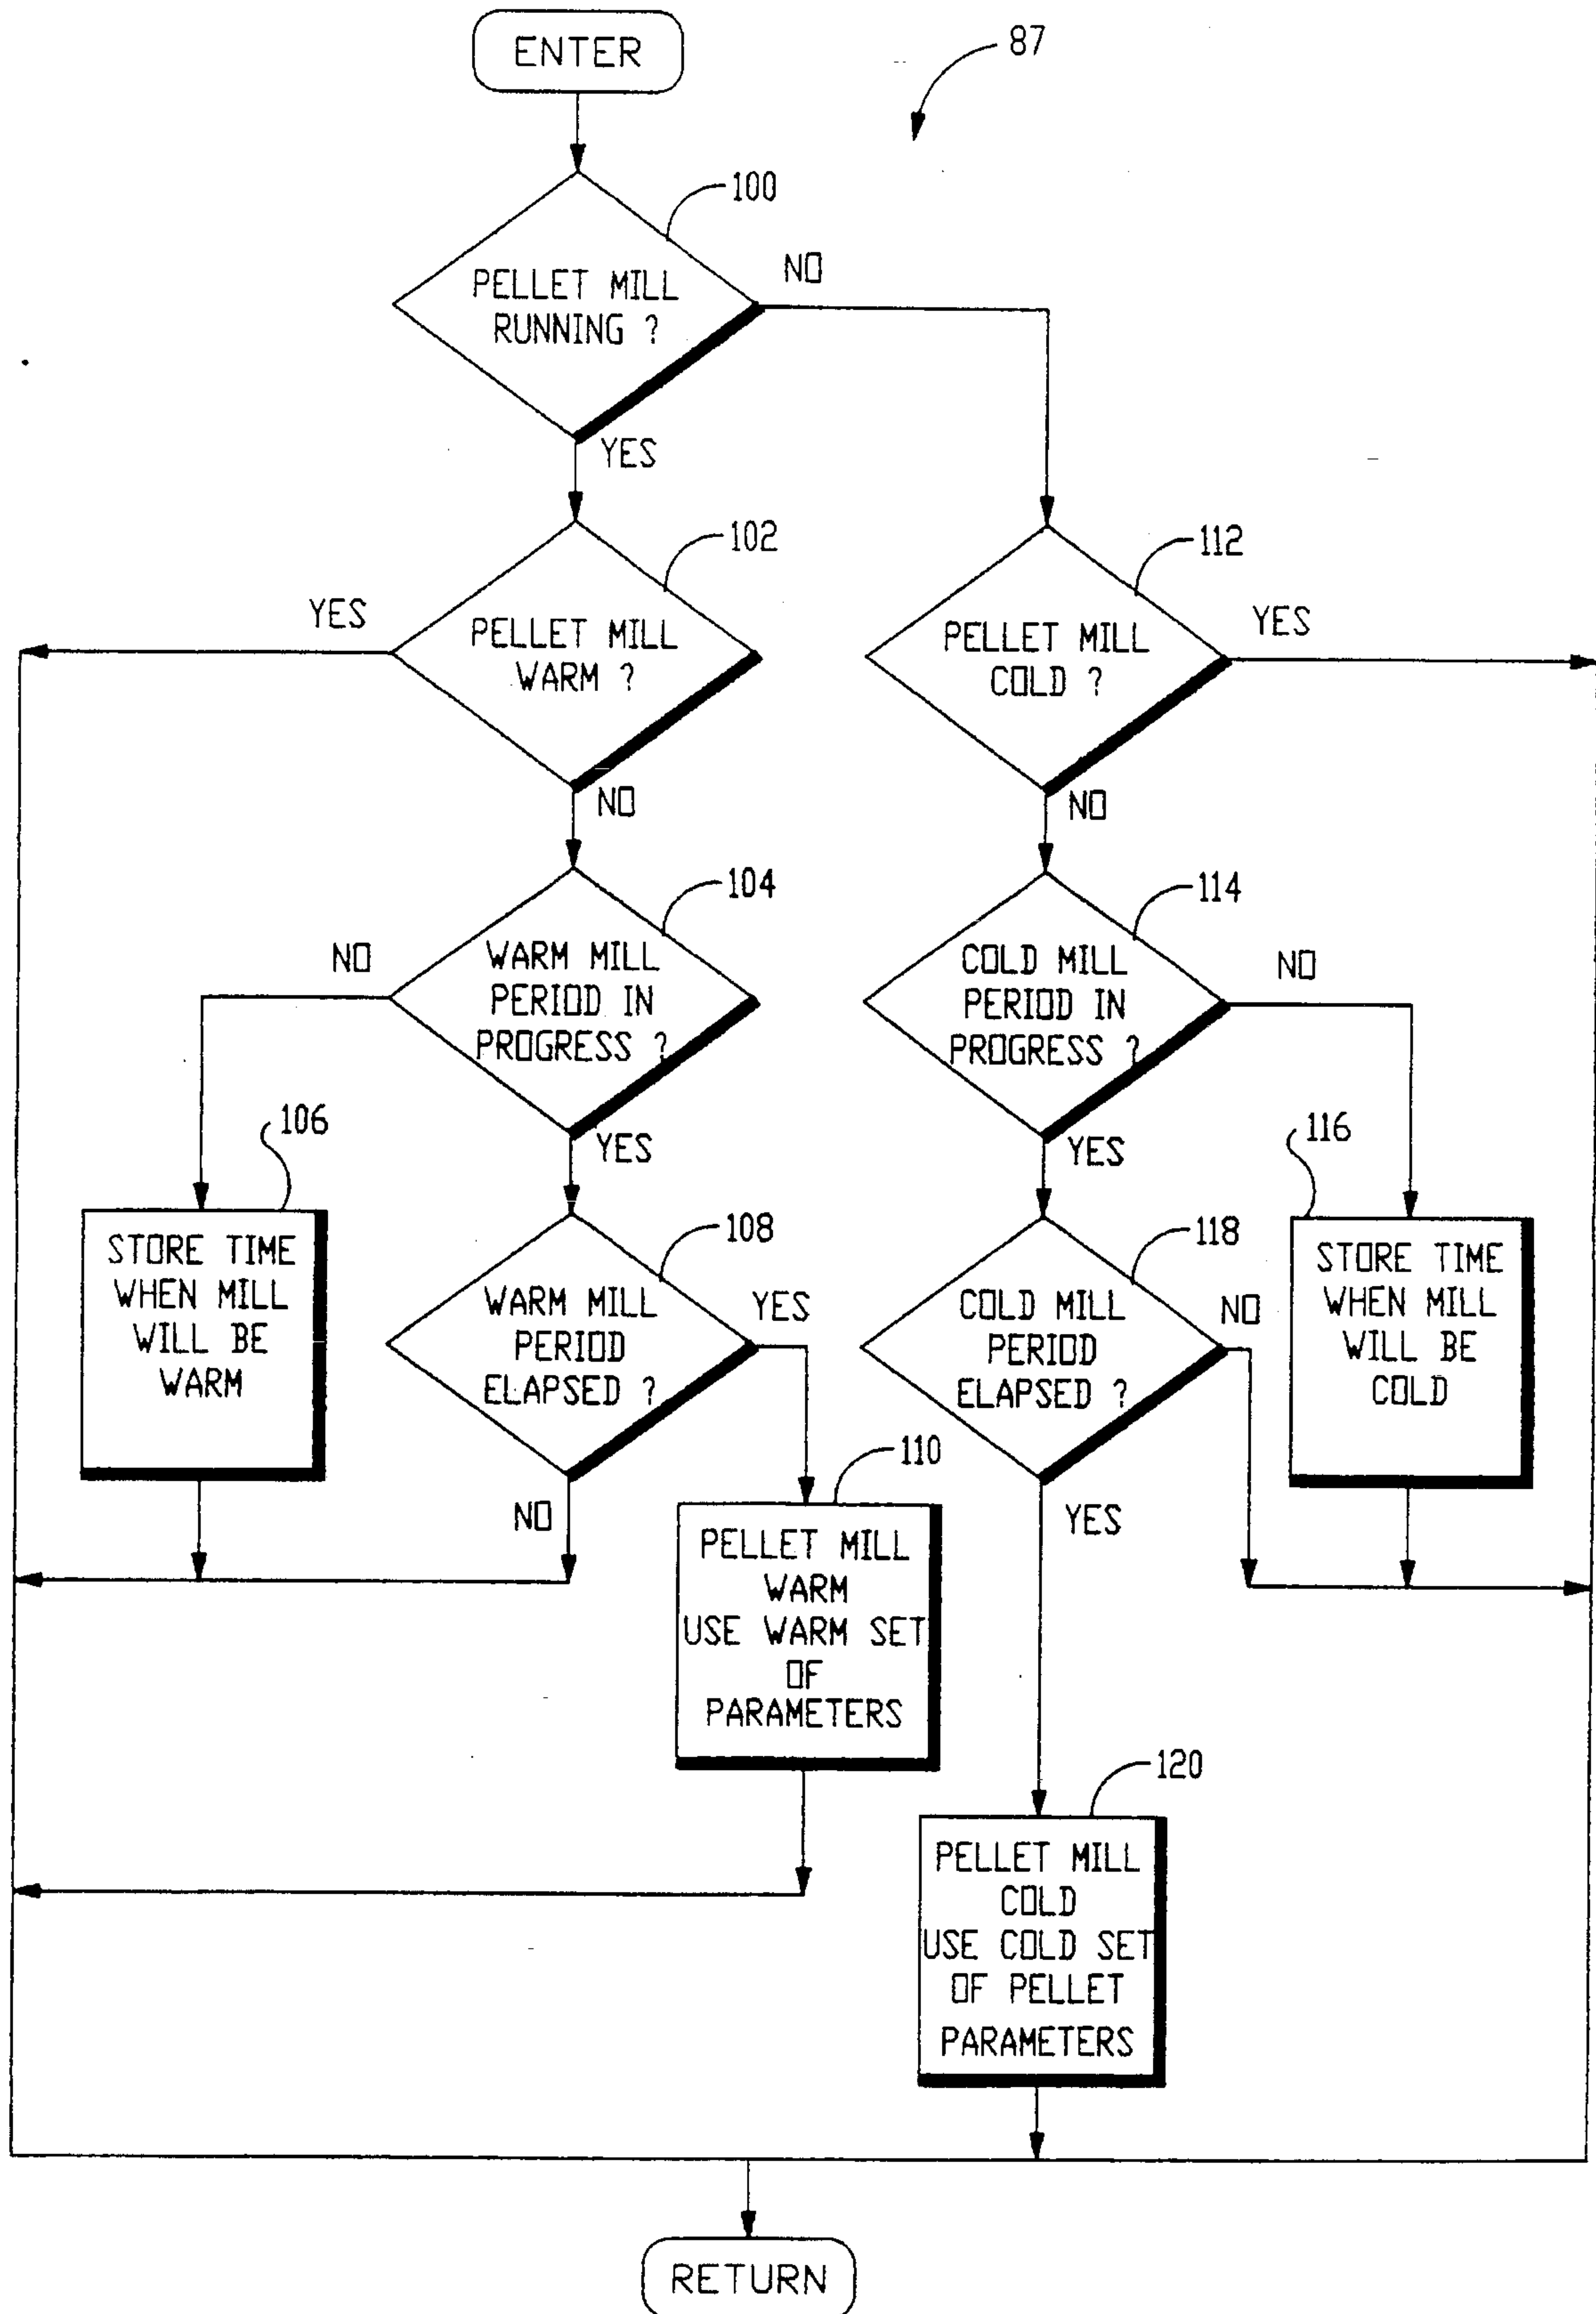 ENTER
87
100
PELLET MILL
RUNNING ?
NO
YES
102
PELLET MILL
WARM ?
YES
NO
112
PELLET MILL
COLD ?
YES
NO
104
WARM MILL
PERIOD IN
PROGRESS ?
NO
YES
114
COLD MILL
PERIOD IN
PROGRESS ?
NO
YES
106
STORE TIME
WHEN MILL
WILL BE
WARM
108
WARM MILL
PERIOD
ELAPSED ?
YES
NO
118
COLD MILL
PERIOD
ELAPSED ?
NO
YES
116
STORE TIME
WHEN MILL
WILL BE
COLD
110
PELLET MILL
WARM
USE WARM SET
OF
PARAMETERS
120
PELLET MILL
COLD
USE COLD SET
OF PELLET
PARAMETERS
RETURN